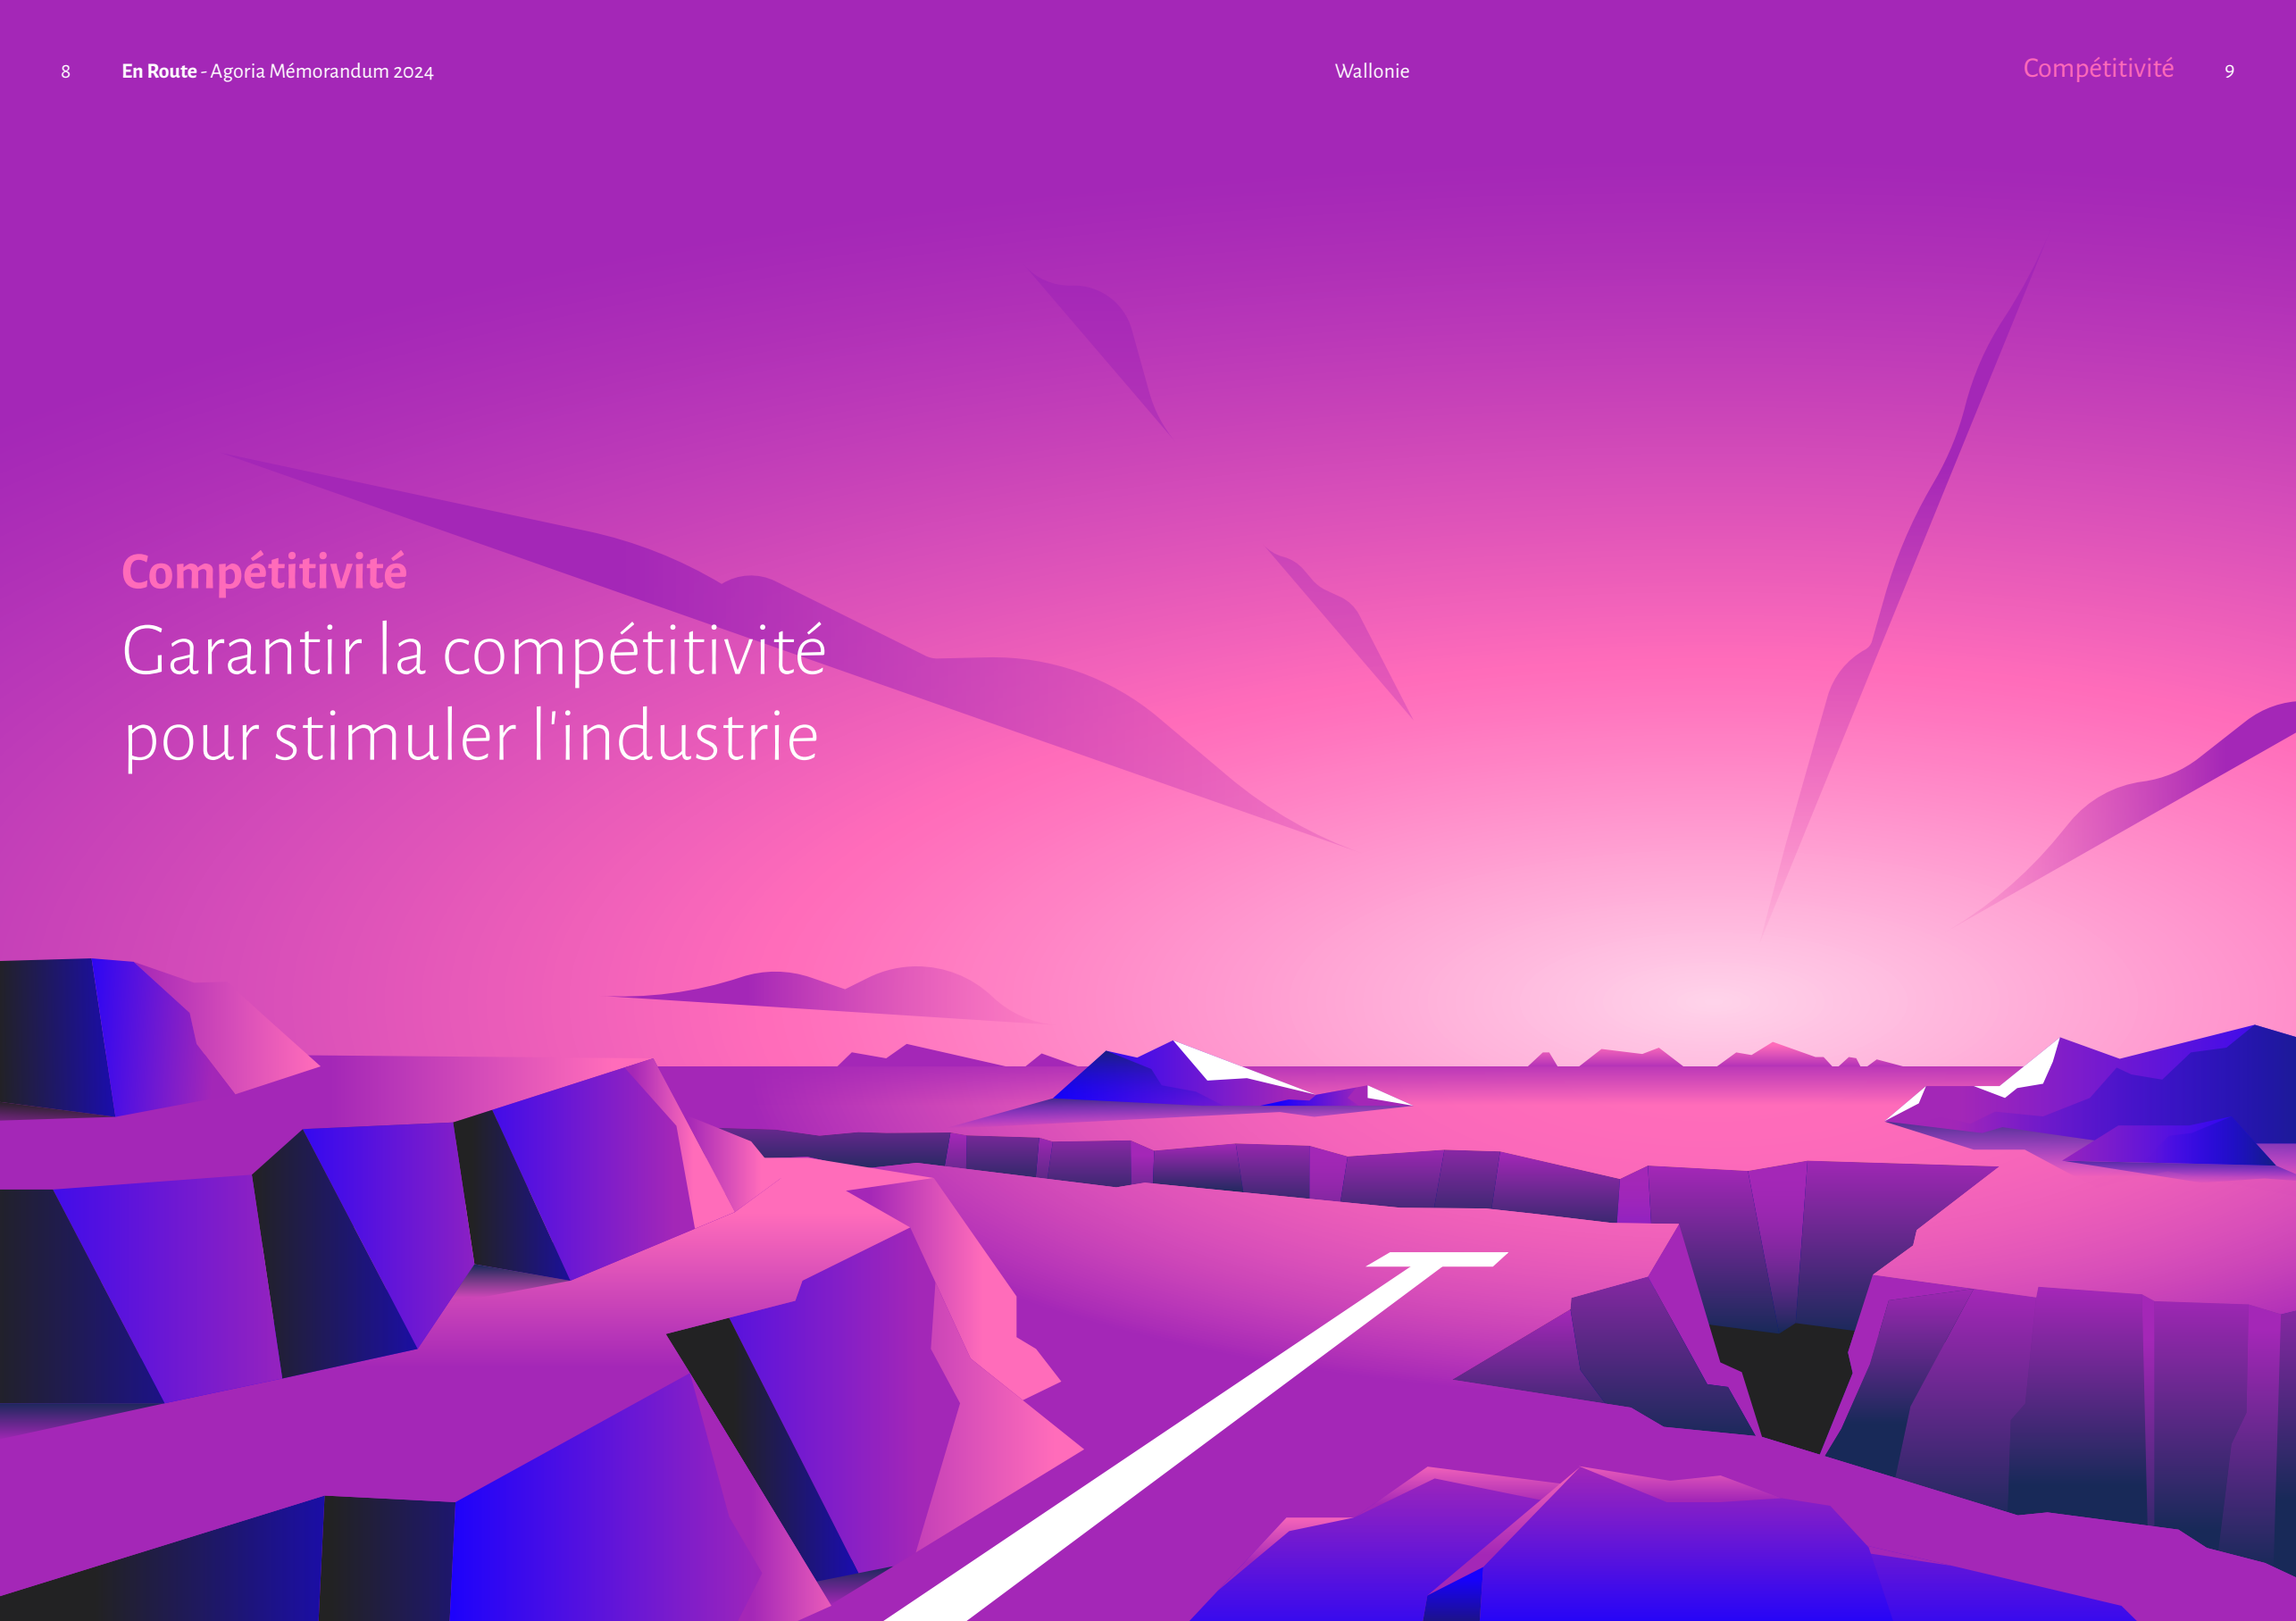 8 En Route - Agoria Mémorandum 2024
Wallonie
Compétitivité 9
Compétitivité
Garantir la compétitivité
pour stimuler l'industrie